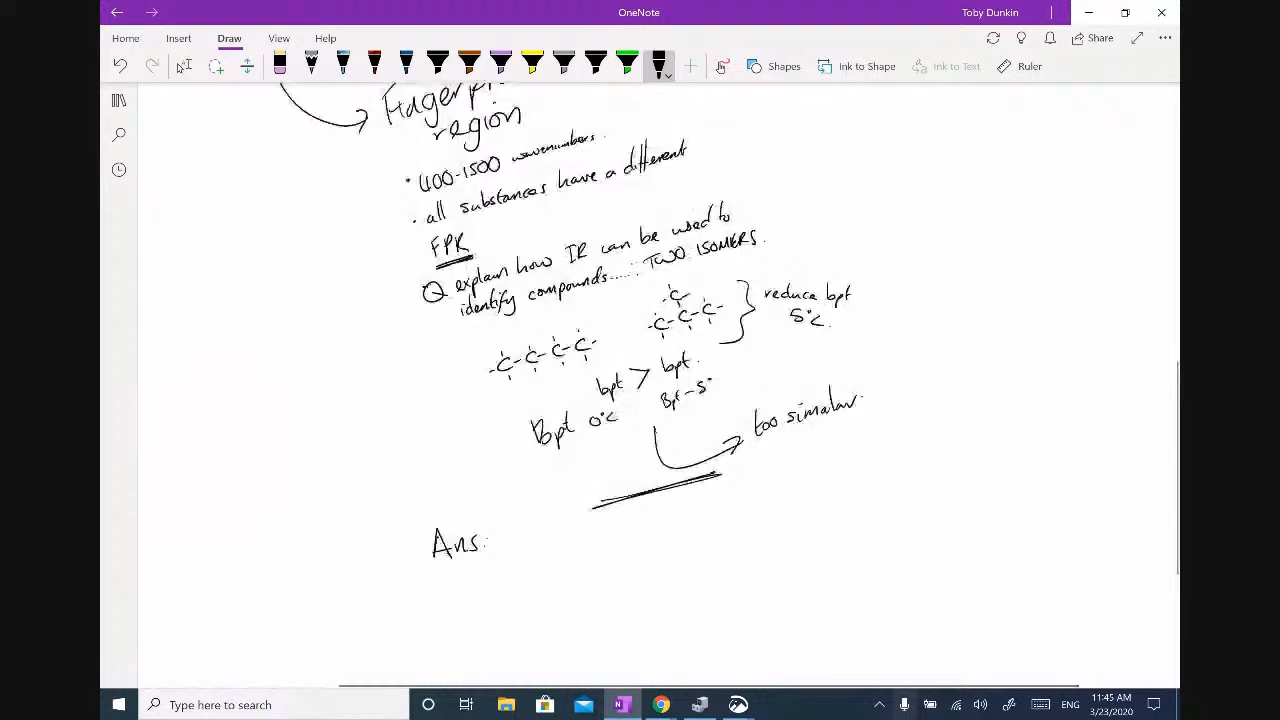 OneNote
Toby Dunkin
Home Insert Draw View Help
Share
Shapes Ink to Shape Ink to Text Ruler
region
• 400-1500 wavenumbers.
• all substances have a different
FPR
Q explain how IR can be used to
identify compounds...... TWO ISOMERS.
C C C C
C
C C C
reduce bpt
5°C.
bpt > bpt.
Bpt 0°C
Bpt -5°
too simalar.
Ans:
Type here to search
11:45 AM
3/23/2020